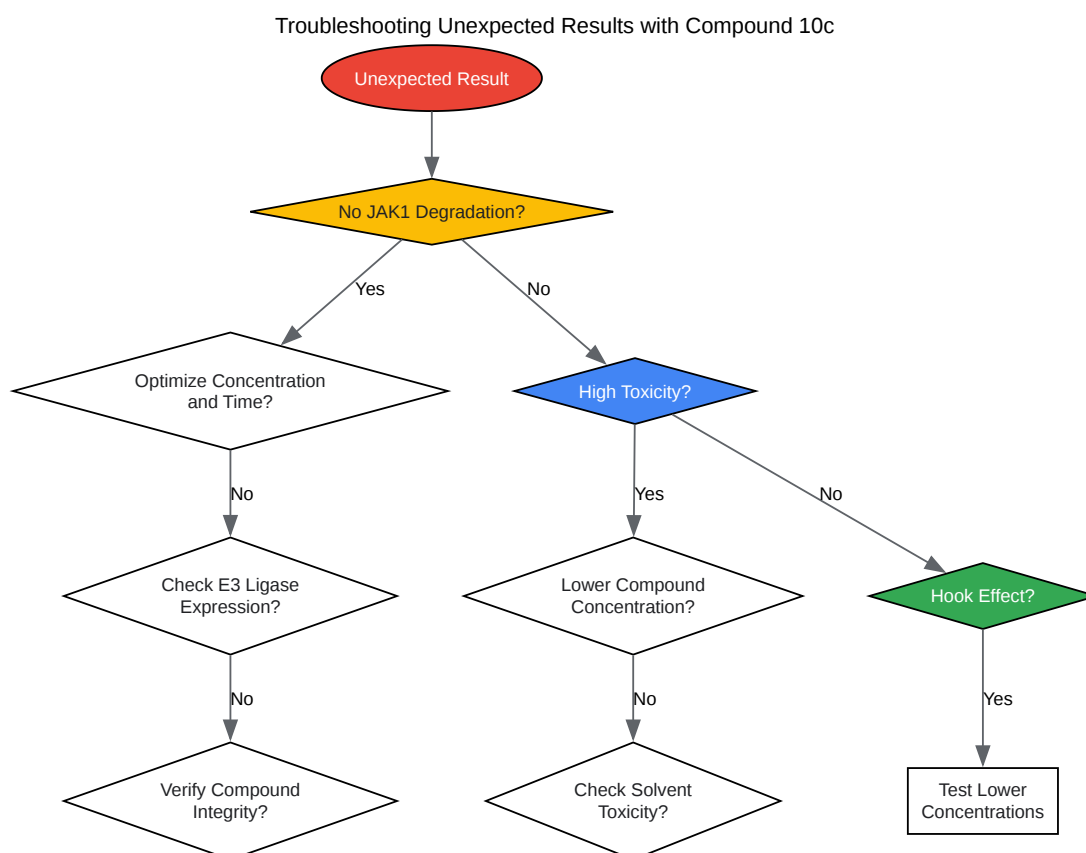 Troubleshooting Unexpected Results with Compound 10c
Unexpected Result
No JAK1 Degradation?
Yes
No
Optimize Concentration
and Time?
High Toxicity?
No
Yes
No
Check E3 Ligase
Expression?
Lower Compound
Concentration?
Hook Effect?
No
No
Yes
Verify Compound
Integrity?
Check Solvent
Toxicity?
Test Lower
Concentrations